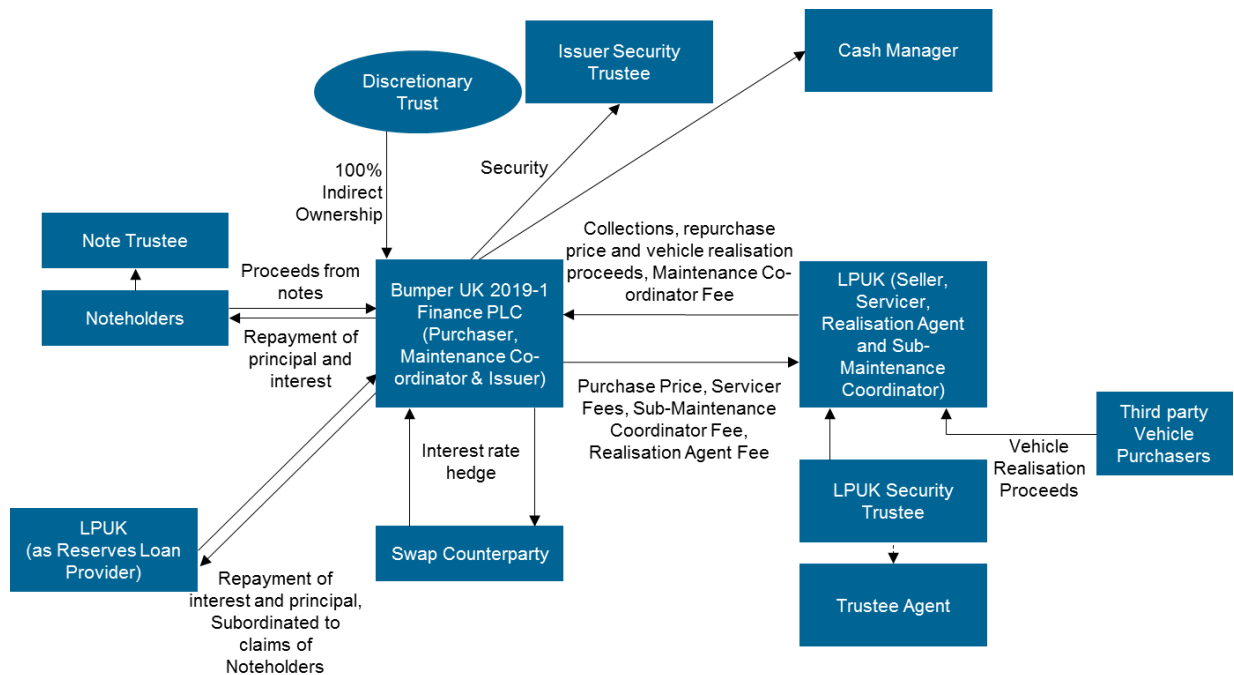 Discretionary
Trust
Issuer Security
Trustee
Cash Manager
100%
Indirect
Ownership
Security
Note Trustee
Noteholders
Proceeds from
notes
Repayment of
principal and
interest
Bumper UK 2019-1
Finance PLC
(Purchaser,
Maintenance Co-
ordinator & Issuer)
Collections, repurchase
price and vehicle realisation
proceeds, Maintenance Co-
ordinator Fee
LPUK (Seller,
Servicer,
Realisation Agent
and Sub-
Maintenance
Coordinator)
Purchase Price, Servicer
Fees, Sub-Maintenance
Coordinator Fee,
Realisation Agent Fee
Third party
Vehicle
Purchasers
Vehicle
Realisation
Proceeds
Interest rate
hedge
LPUK Security
Trustee
LPUK
(as Reserves Loan
Provider)
Swap Counterparty
Repayment of
interest and principal,
Subordinated to
claims of
Noteholders
Trustee Agent